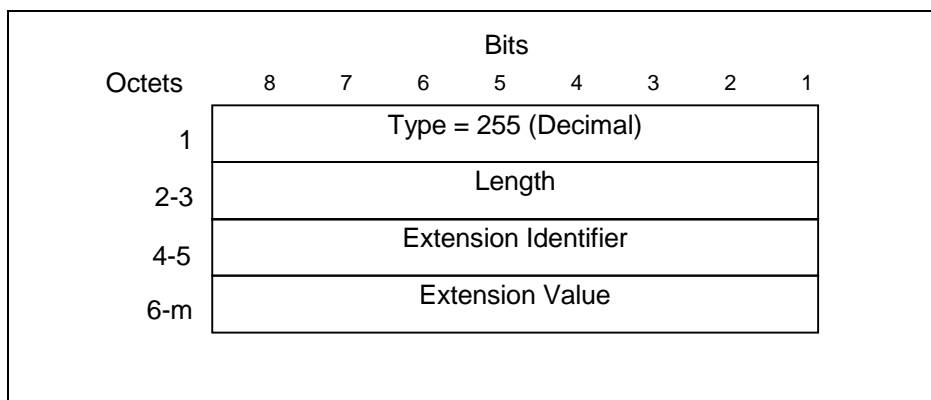 Bits
Octets 8 7 6 5 4 3 2 1
1 Type = 255 (Decimal)
2-3 Length
4-5 Extension Identifier
6-m Extension Value